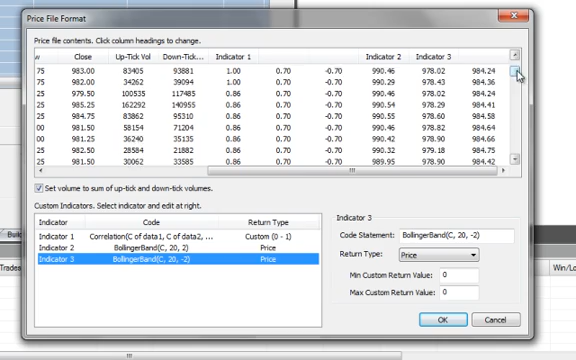 Price File Format
Price file contents. Click column headings to change.
w Close Up-Tick Vol Down-Tick... Indicator 1 Indicator 2 Indicator 3
75 983.00 83405 93881 1.00 0.70 -0.70 990.46 978.02 984.24
75 982.00 34262 39094 1.00 0.70 -0.70 990.29 978.43 984.36
25 979.50 100535 117485 0.86 0.70 -0.70 990.46 978.02 984.24
25 985.25 162292 140955 0.86 0.70 -0.70 990.54 978.29 984.41
75 984.75 83862 95310 0.86 0.70 -0.70 990.55 978.60 984.58
00 981.50 58154 71204 0.86 0.70 -0.70 990.46 978.78 984.62
00 981.25 36240 35135 0.86 0.70 -0.70 990.42 978.90 984.66
25 982.50 28584 21882 0.86 0.70 -0.70 990.32 979.18 984.75
25 981.50 30062 33585 0.86 0.70 -0.70 989.95 978.90 984.42
Set volume to sum of up-tick and down-tick volumes.
Custom Indicators. Select indicator and edit at right.
Indicator Code Return Type
Indicator 1 Correlation(C of data1, C of data2, ... Custom (0 - 1)
Indicator 2 BollingerBand(C, 20, 2) Price
Indicator 3 BollingerBand(C, 20, -2) Price
Indicator 3
Code Statement: BollingerBand(C, 20, -2)
Return Type: Price
Min Custom Return Value: 0
Max Custom Return Value: 0
OK Cancel
Build
Trades
Win/Lo